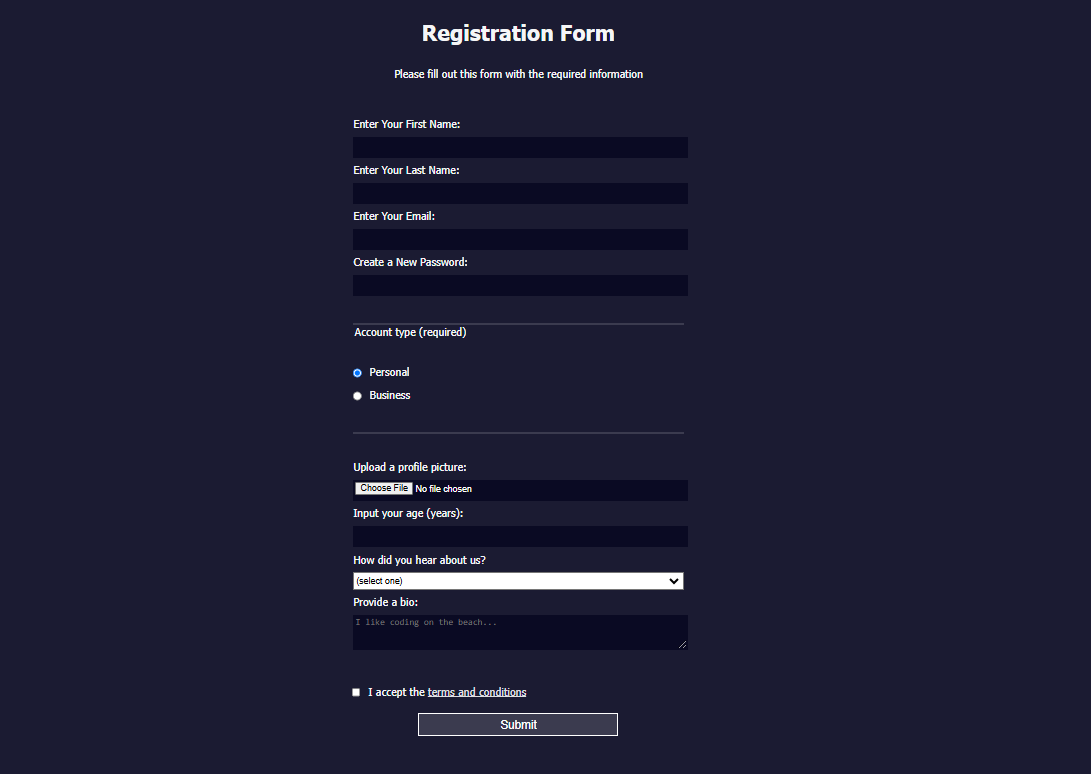 Registration Form
Please fill out this form with the required information
Enter Your First Name:
Enter Your Last Name:
Enter Your Email:
Create a New Password:
Account type (required)
Personal
Business
Upload a profile picture:
Choose File No file chosen
Input your age (years):
How did you hear about us?
(select one)
Provide a bio:
I like coding on the beach...
I accept the terms and conditions
Submit